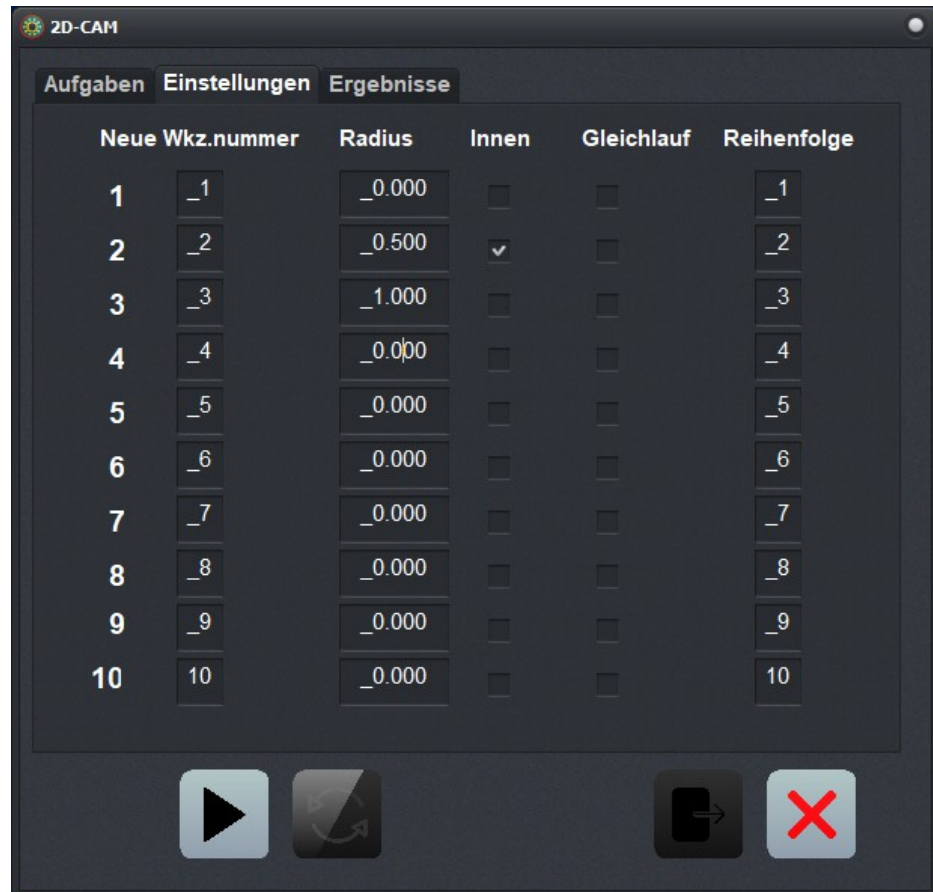 2D-CAM
Aufgaben Einstellungen Ergebnisse
Neue Wkz.nummer Radius Innen Gleichlauf Reihenfolge
1 _1 _0.000 _1
2 _2 _0.500 _2
3 _3 _1.000 _3
4 _4 _0.000 _4
5 _5 _0.000 _5
6 _6 _0.000 _6
7 _7 _0.000 _7
8 _8 _0.000 _8
9 _9 _0.000 _9
10 10 _0.000 10